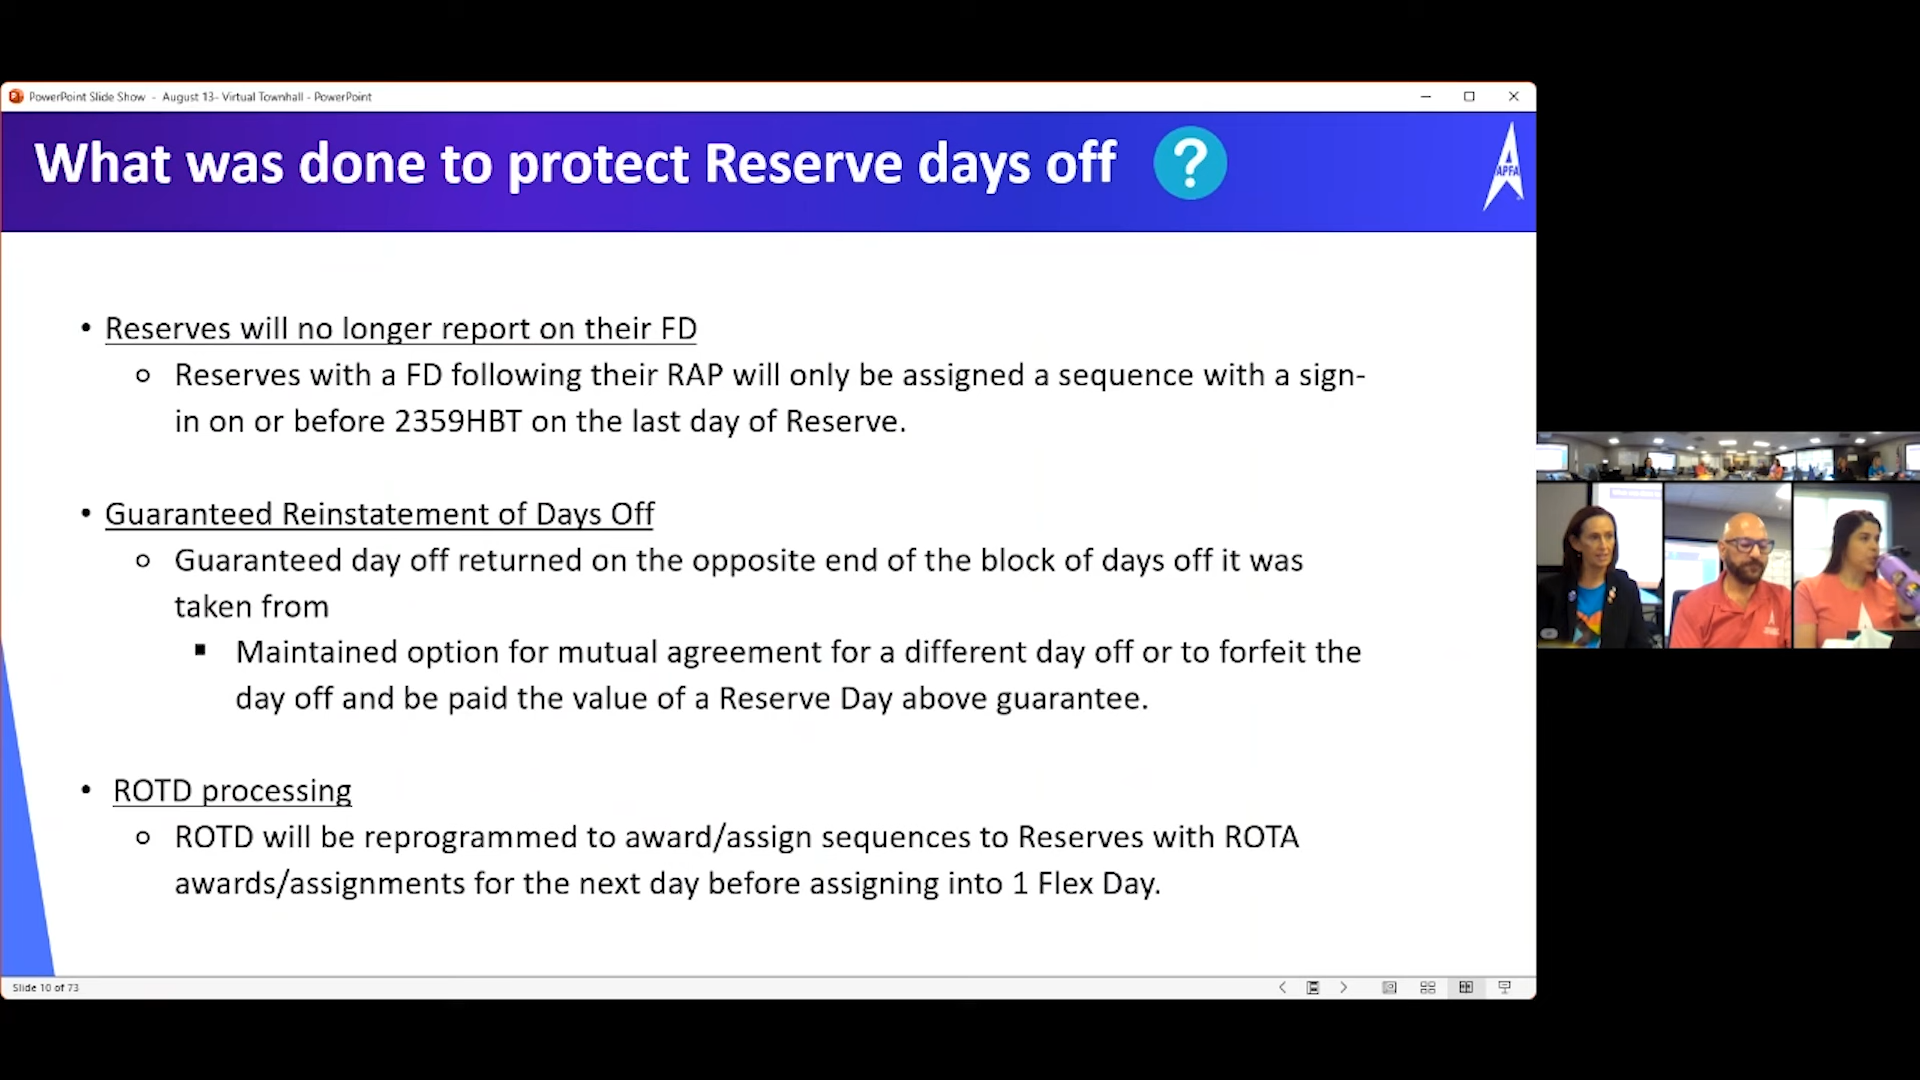 PowerPoint Slide Show - August 13- Virtual Townhall - PowerPoint
What was done to protect Reserve days off ?
APFA
• Reserves will no longer report on their FD
o Reserves with a FD following their RAP will only be assigned a sequence with a sign-
in on or before 2359HBT on the last day of Reserve.
• Guaranteed Reinstatement of Days Off
o Guaranteed day off returned on the opposite end of the block of days off it was
taken from
▪ Maintained option for mutual agreement for a different day off or to forfeit the
day off and be paid the value of a Reserve Day above guarantee.
• ROTD processing
o ROTD will be reprogrammed to award/assign sequences to Reserves with ROTA
awards/assignments for the next day before assigning into 1 Flex Day.
Slide 10 of 73